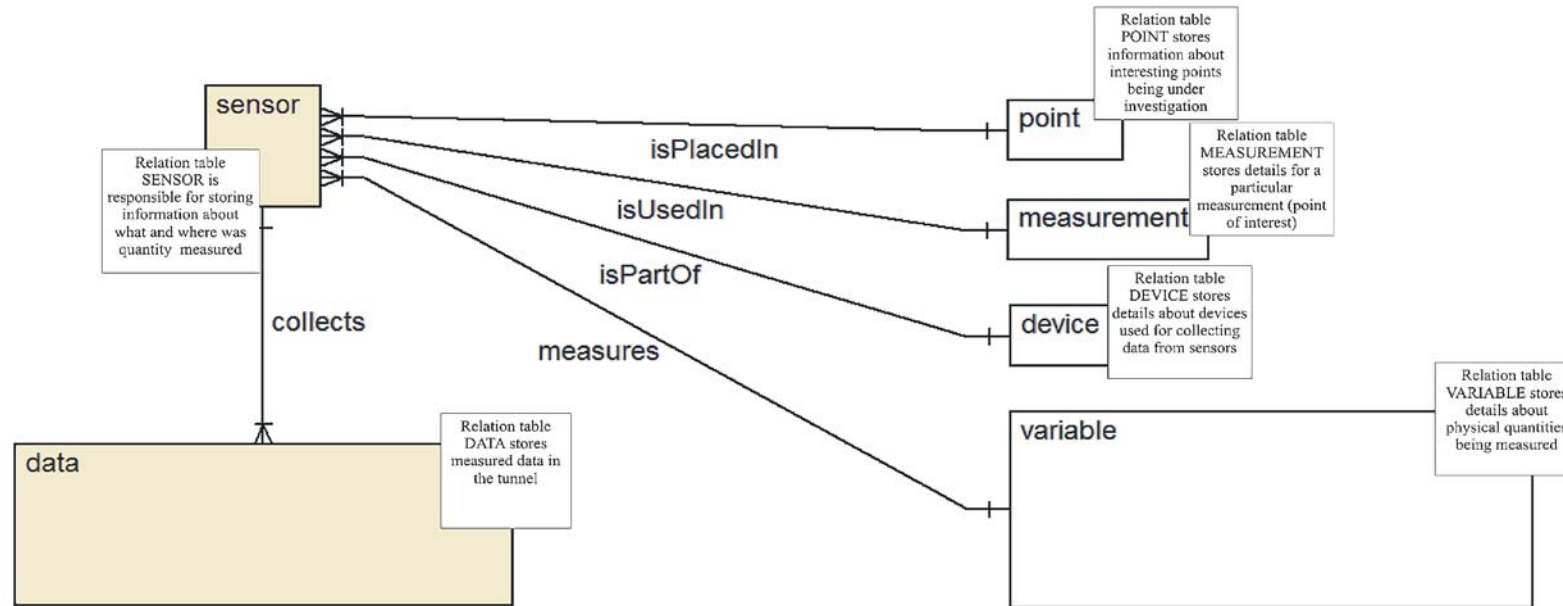 Relation table
POINT stores
information about
interesting points
being under
investigation
sensor
point
isPlacedIn
Relation table
MEASUREMENT
stores details for a
particular
measurement (point
of interest)
Relation table
SENSOR is
responsible for storing
information about
what and where was
quantity measured
isUsedIn
measurement
isPartOf
Relation table
DEVICE stores
details about devices
used for collecting
data from sensors
device
collects
measures
Relation table
VARIABLE stores
details about
physical quantities
being measured
variable
data
Relation table
DATA stores
measured data in
the tunnel